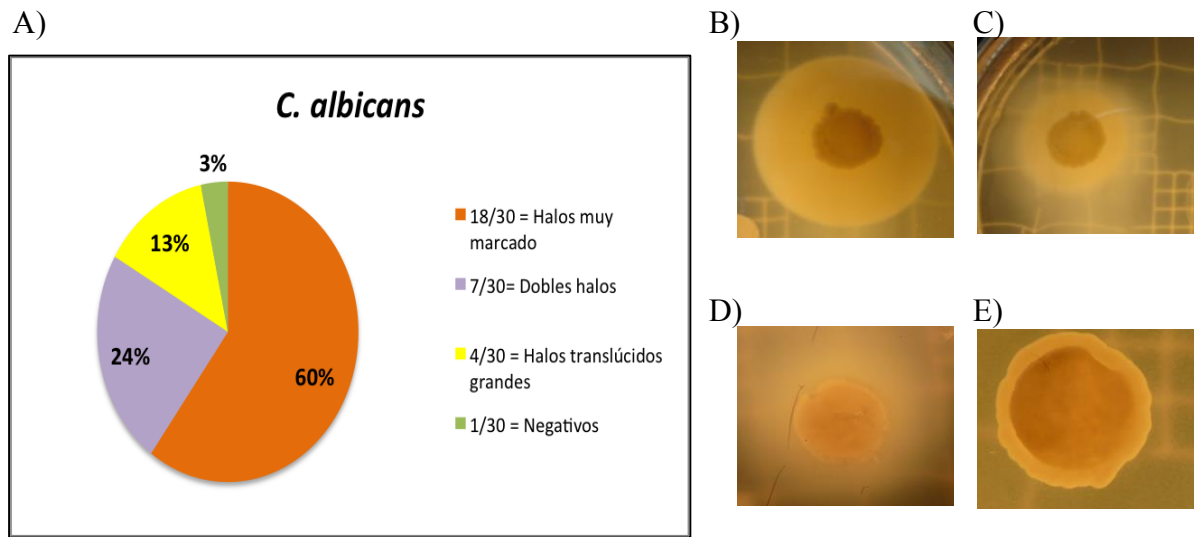 A)
B)
C)
C. albicans
3%
13%
24%
60%
18/30 = Halos muy
marcado
7/30= Dobles halos
4/30 = Halos translúcidos
grandes
1/30 = Negativos
D)
E)